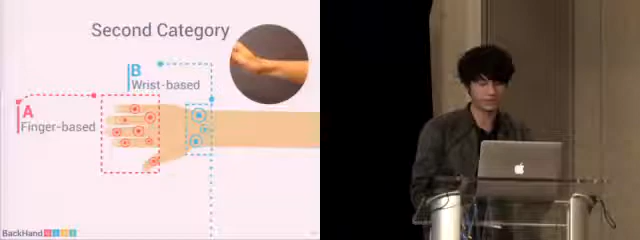 Second Category
B
Wrist-based
A
Finger-based
BackHand